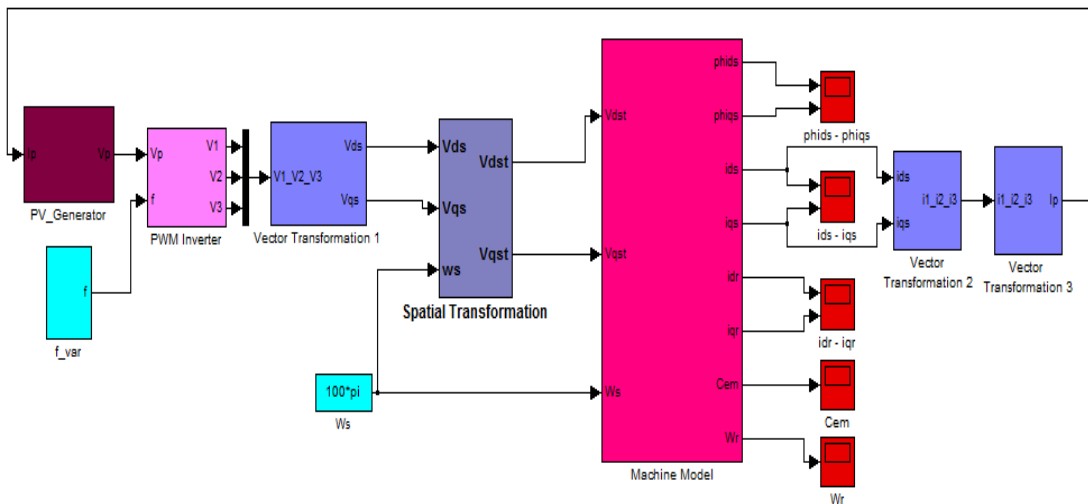 Ip
Vp
PV_Generator
f
f_var
Vp
f
V1
V2
V3
PWM Inverter
V1_V2_V3
Vds
Vqs
Vector Transformation 1
Vds
Vqs
ws
Vdst
Vqst
Spatial Transformation
100*pi
Ws
Vdst
Vqst
Ws
phids
phiqs
ids
iqs
idr
iqr
Cem
Wr
Machine Model
phids - phiqs
ids - iqs
idr - iqr
Cem
Wr
ids
iqs
i1_i2_i3
Vector
Transformation 2
i1_i2_i3
Ip
Vector
Transformation 3